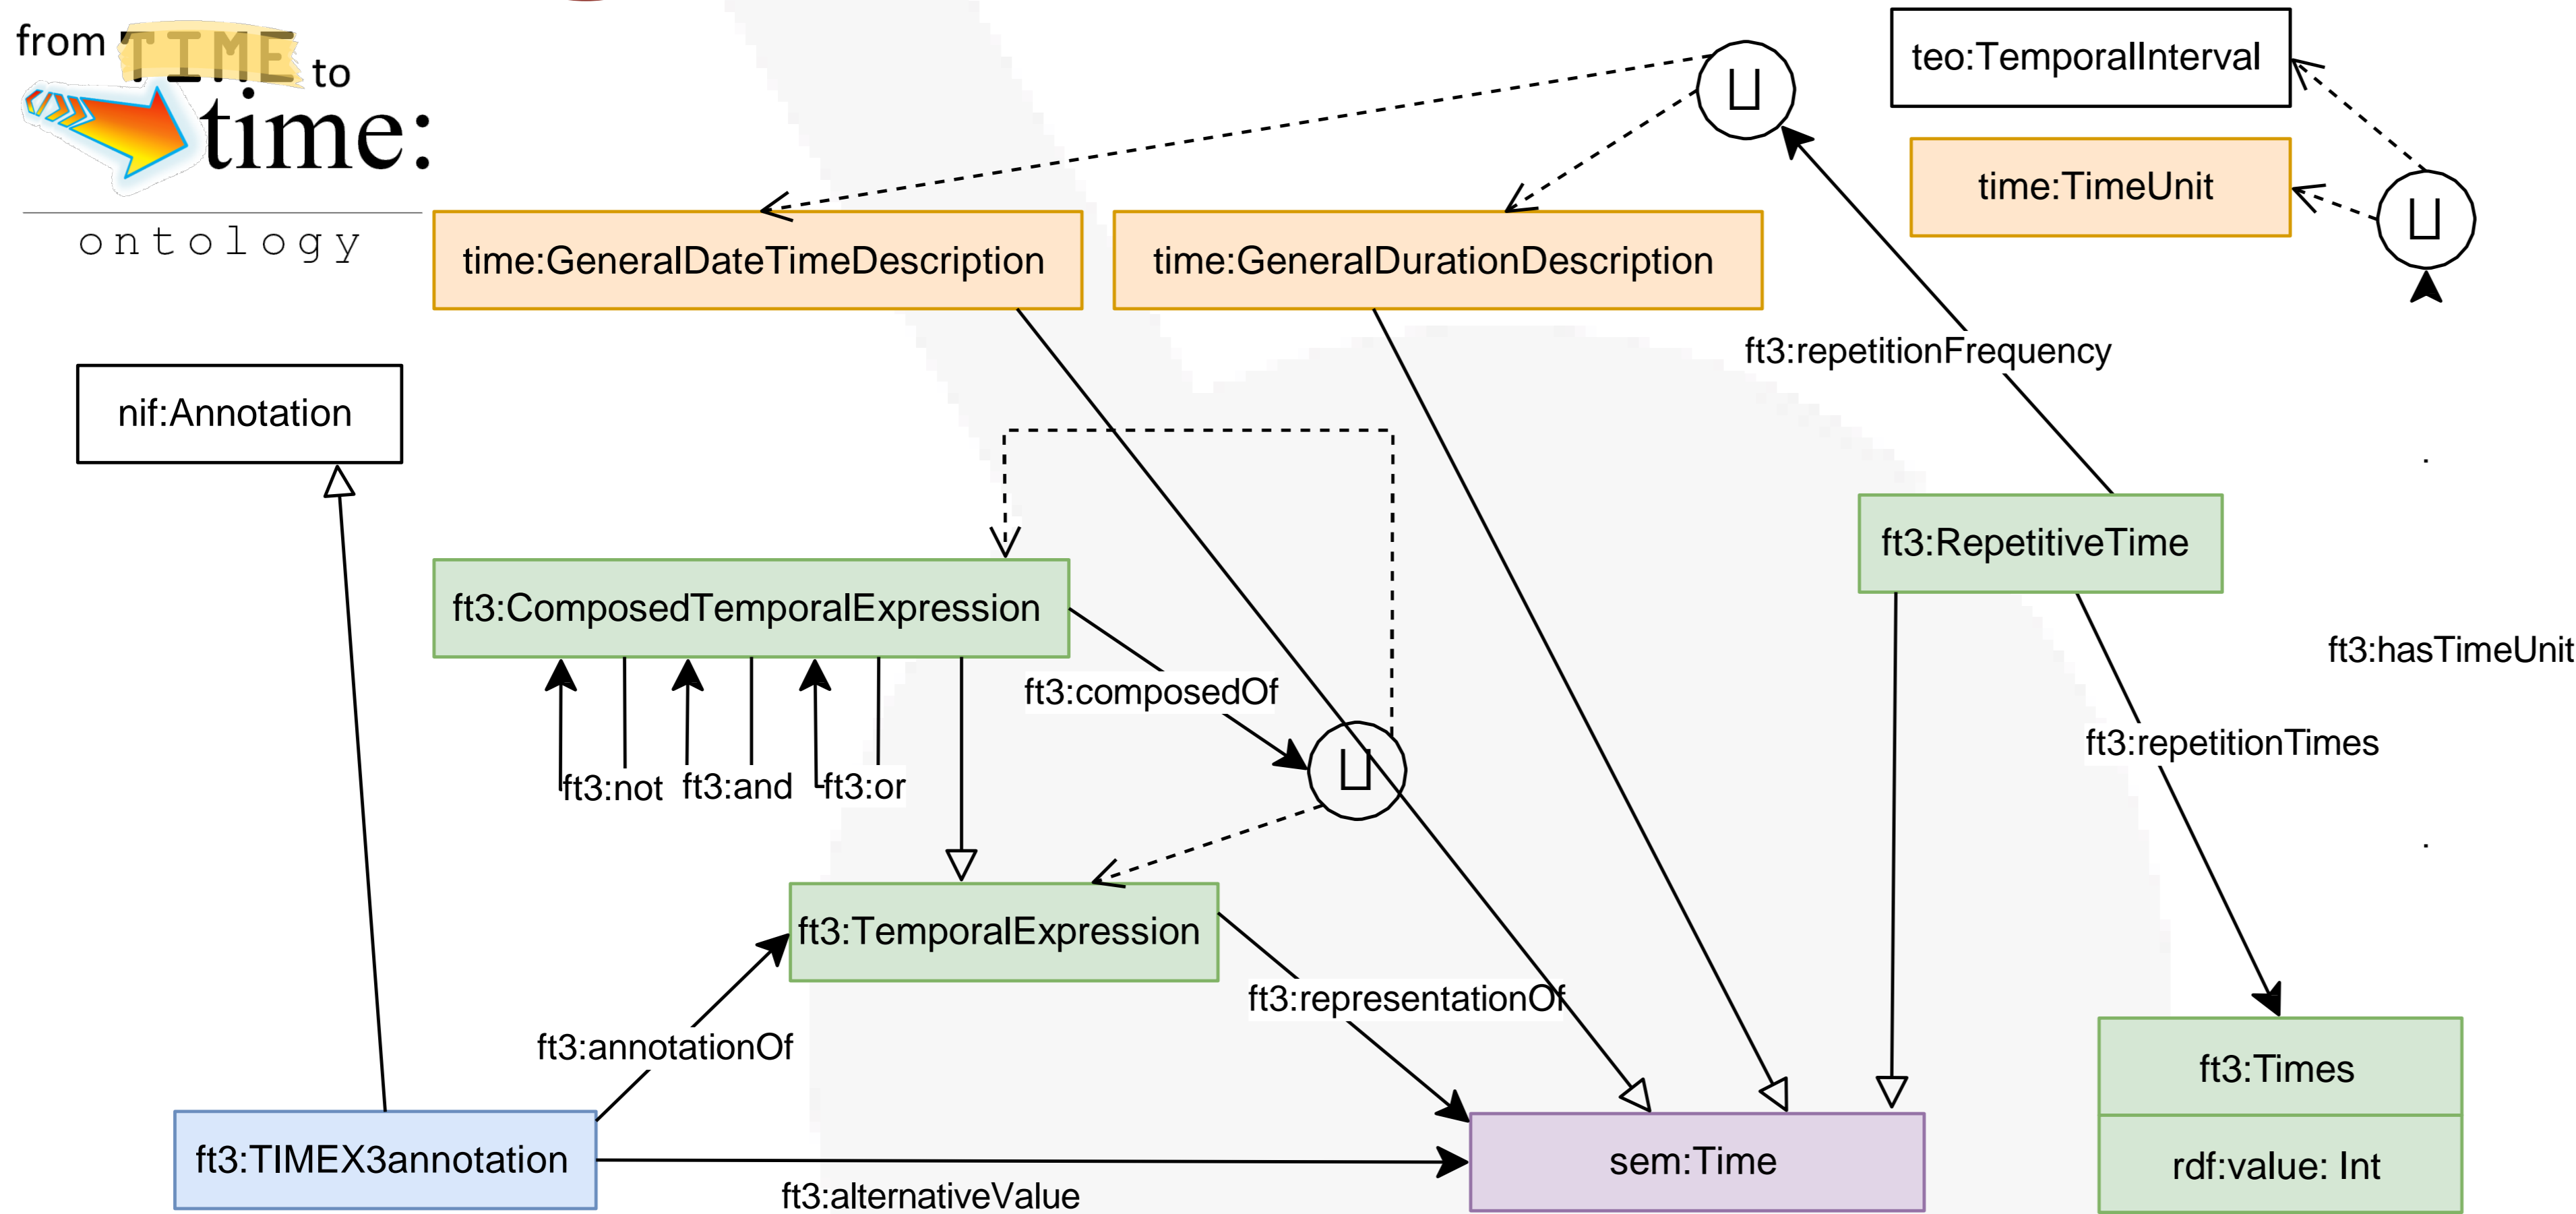 from TIME to
time:
ontology
teo:TemporalInterval
⊔
time:TimeUnit
⊔
time:GeneralDateTimeDescription
time:GeneralDurationDescription
ft3:repetitionFrequency
nif:Annotation
ft3:RepetitiveTime
ft3:ComposedTemporalExpression
ft3:hasTimeUnit
ft3:composedOf
ft3:repetitionTimes
⊔
ft3:not
ft3:and
ft3:or
ft3:TemporalExpression
ft3:representationOf
ft3:annotationOf
ft3:Times
ft3:TIMEX3annotation
sem:Time
rdf:value: Int
ft3:alternativeValue